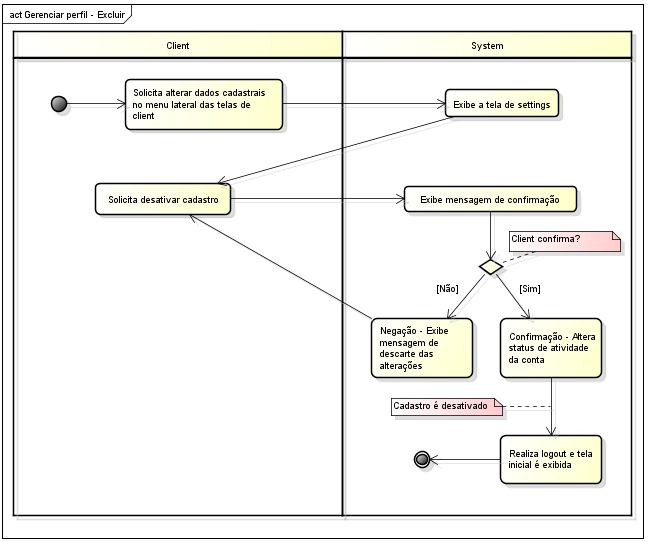 act Gerenciar perfil - Excluir
Client
System
Solicita alterar dados cadastrais
no menu lateral das telas de
client
Exibe a tela de settings
Solicita desativar cadastro
Exibe mensagem de confirmação
Client confirma?
[Não]
[Sim]
Negação - Exibe
mensagem de
descarte das
alterações
Confirmação - Altera
status de atividade
da conta
Cadastro é desativado
Realiza logout e tela
inicial é exibida